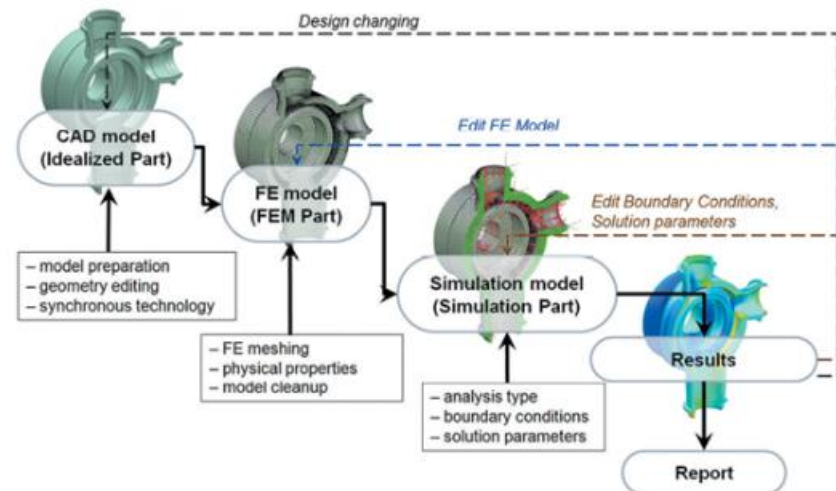 Design changing
CAD model
(Idealized Part)
Edit FE Model
FE model
(FEM Part)
Edit Boundary Conditions,
Solution parameters
– model preparation
– geometry editing
– synchronous technology
Simulation model
(Simulation Part)
– FE meshing
– physical properties
– model cleanup
Results
– analysis type
– boundary conditions
– solution parameters
Report